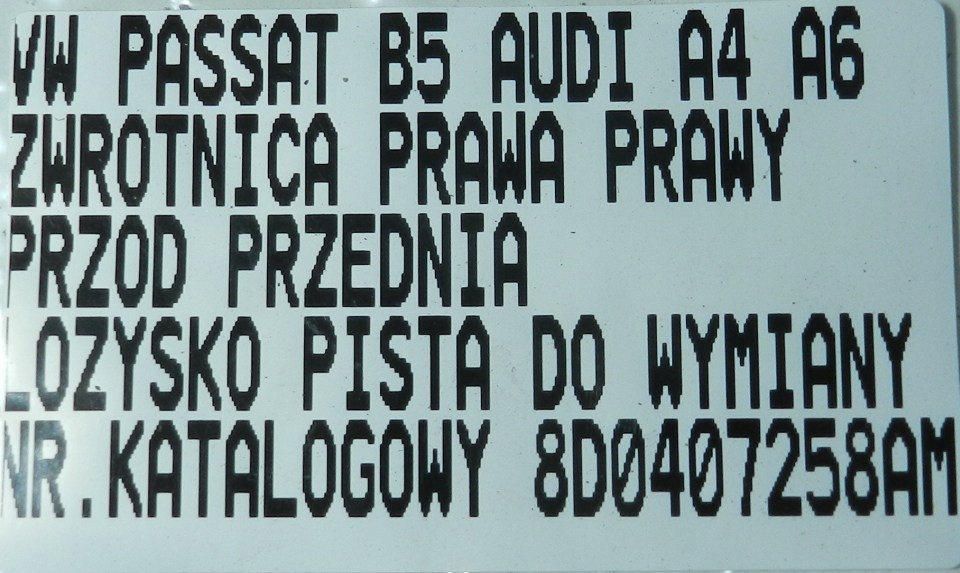 VW PASSAT B5 AUDI A4 A6
ZWROTNICA PRAWA PRAWY
PRZOD PRZEDNIA
LOZYSKO PISTA DO WYMIANY
NR.KATALOGOWY 8D0407258AM